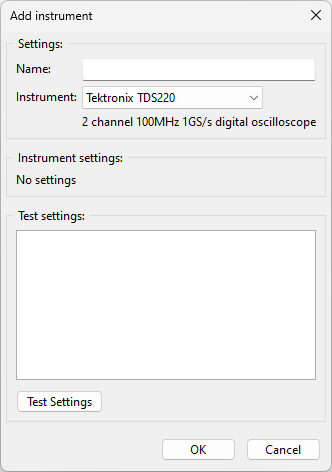 Add instrument
Settings:
Name:
Instrument: Tektronix TDS220
2 channel 100MHz 1GS/s digital oscilloscope
Instrument settings:
No settings
Test settings:
Test Settings
OK Cancel